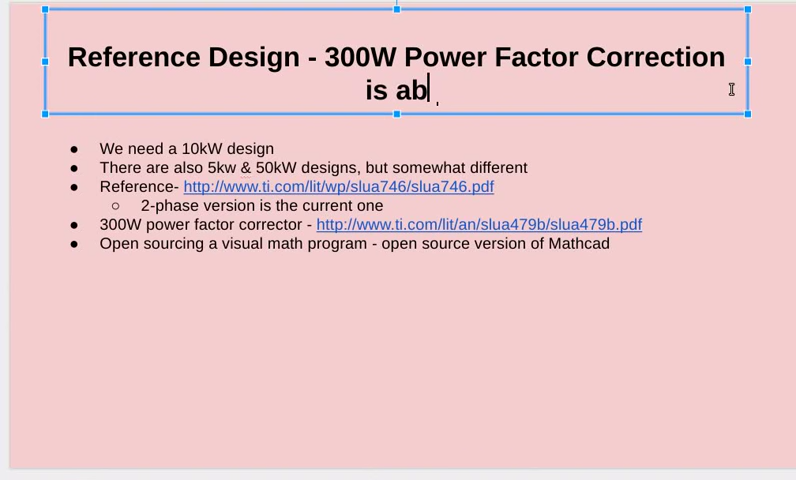 Reference Design - 300W Power Factor Correction
is ab
● We need a 10kW design
● There are also 5kw & 50kW designs, but somewhat different
● Reference- http://www.ti.com/lit/wp/slua746/slua746.pdf
○ 2-phase version is the current one
● 300W power factor corrector - http://www.ti.com/lit/an/slua479b/slua479b.pdf
● Open sourcing a visual math program - open source version of Mathcad